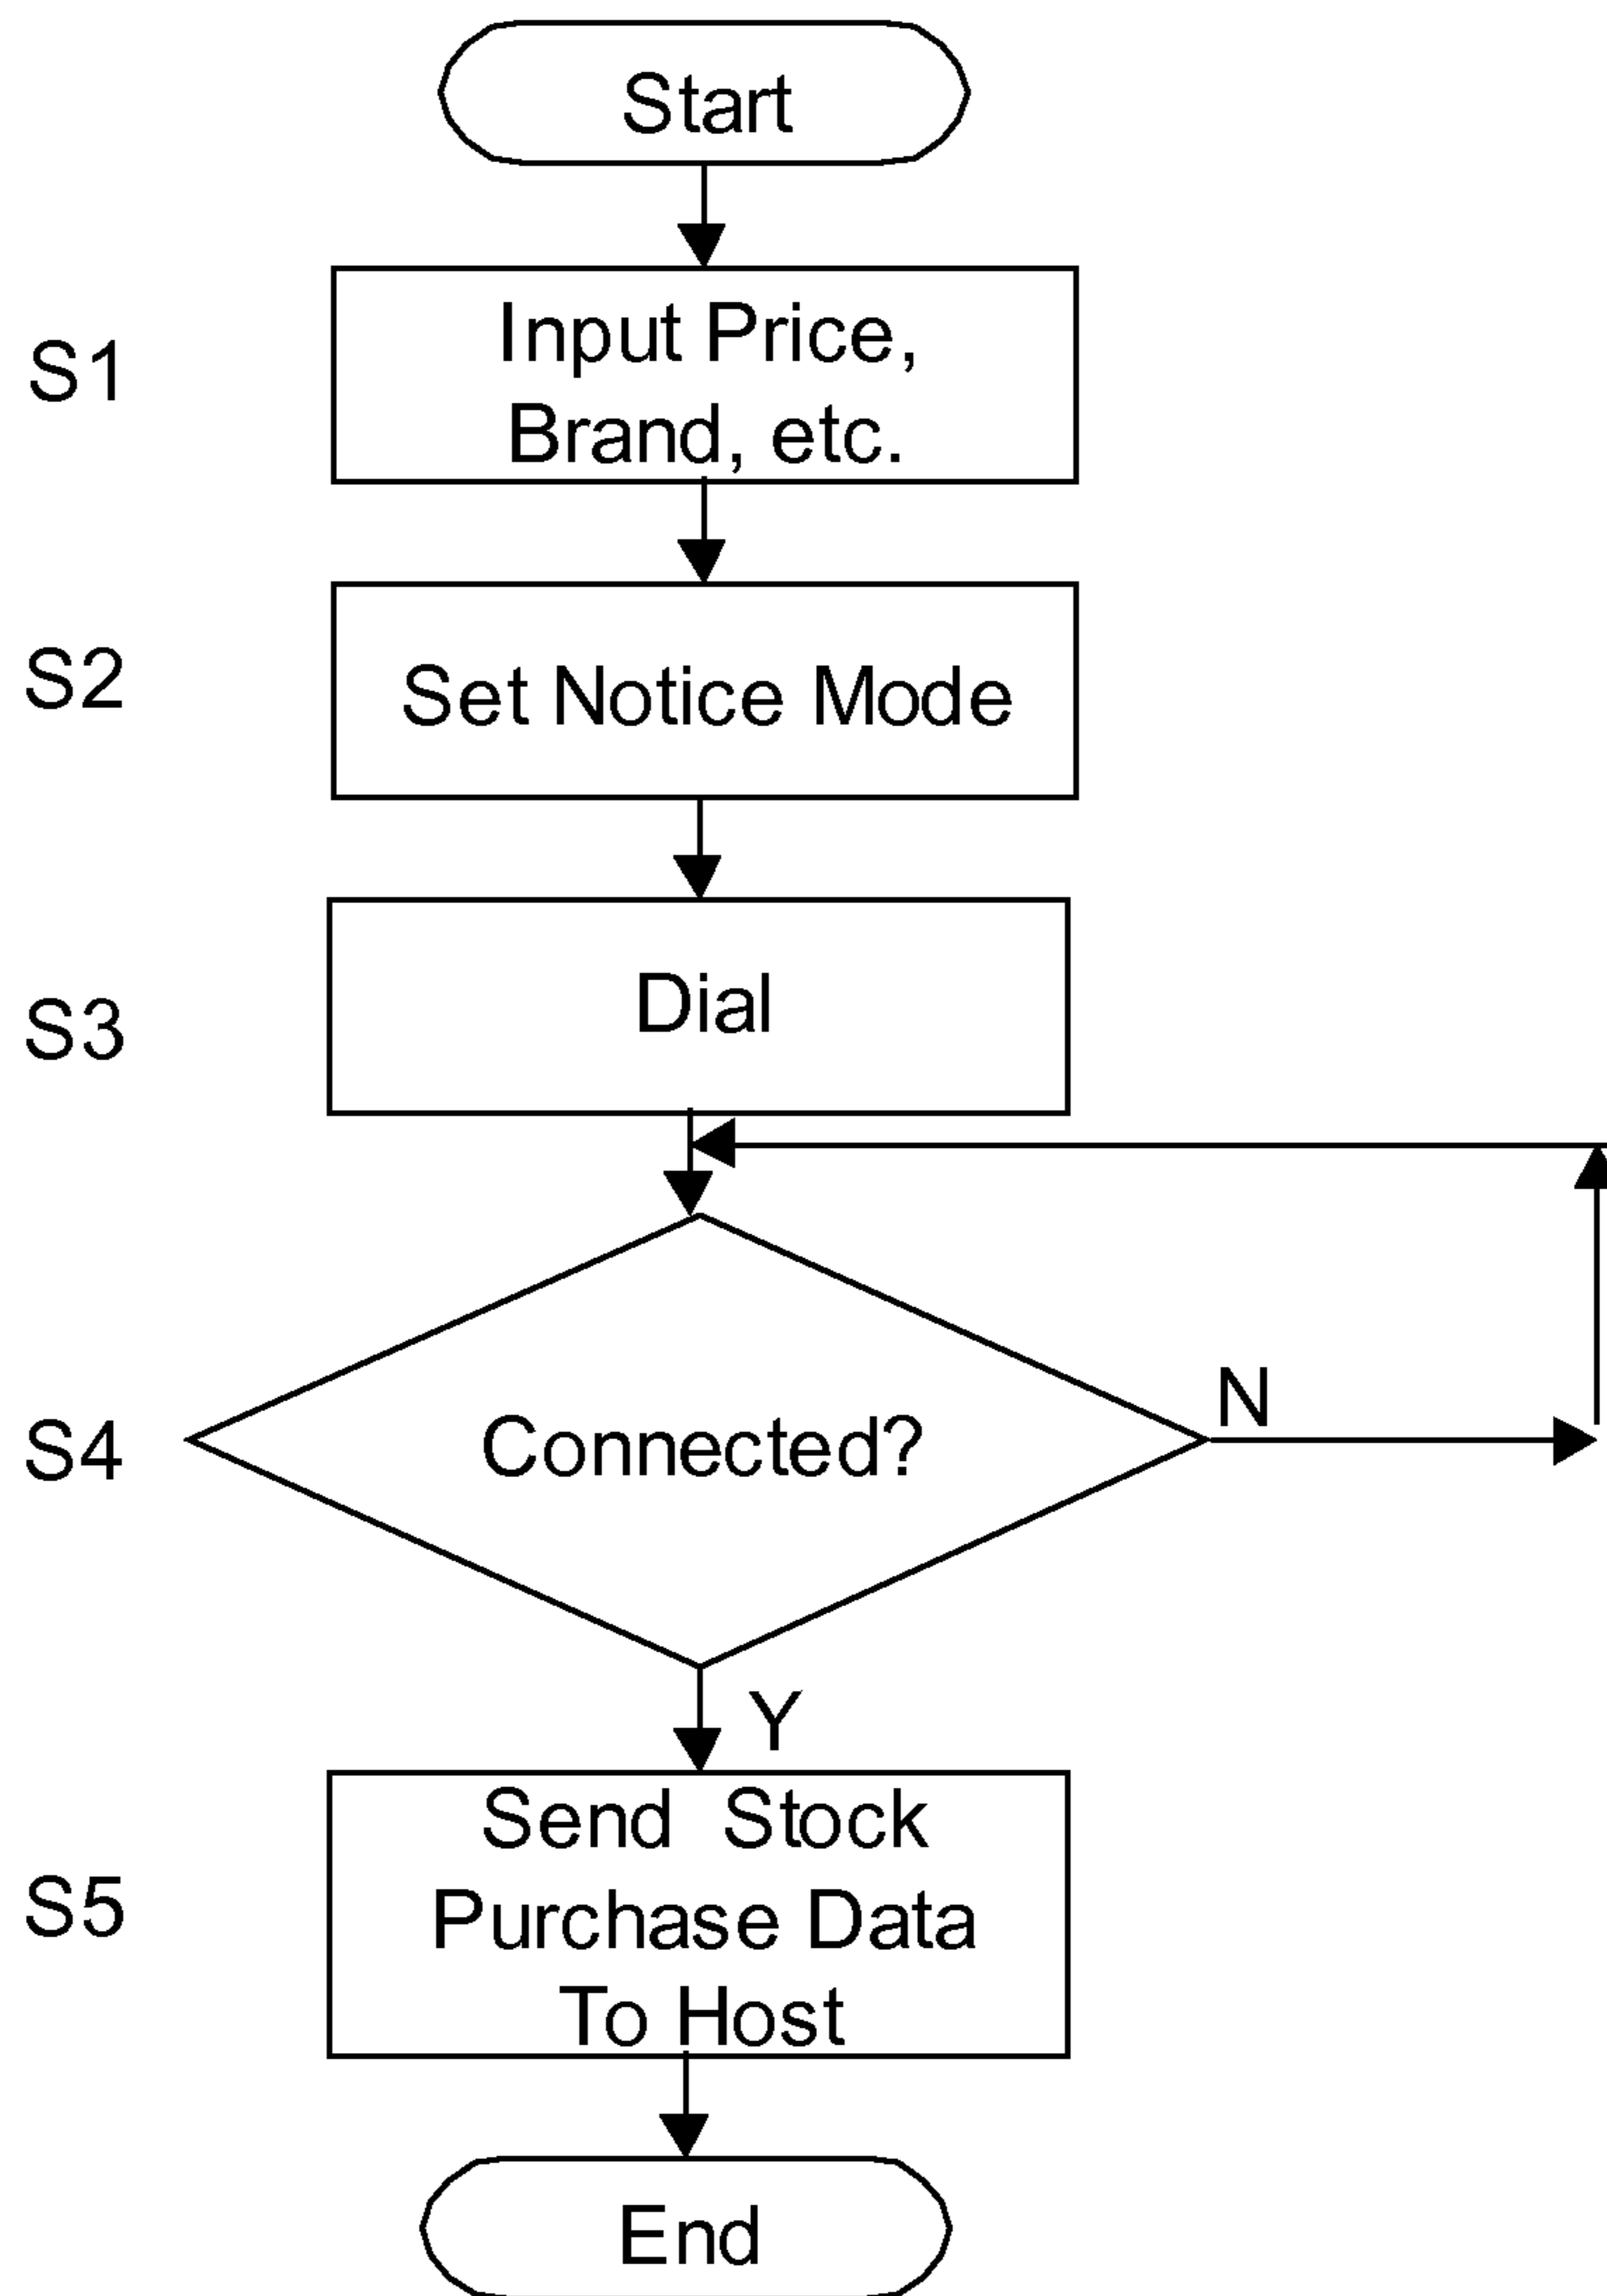 Start
S1
Input Price,
Brand, etc.
S2
Set Notice Mode
S3
Dial
S4
Connected?
N
Y
S5
Send Stock
Purchase Data
To Host
End